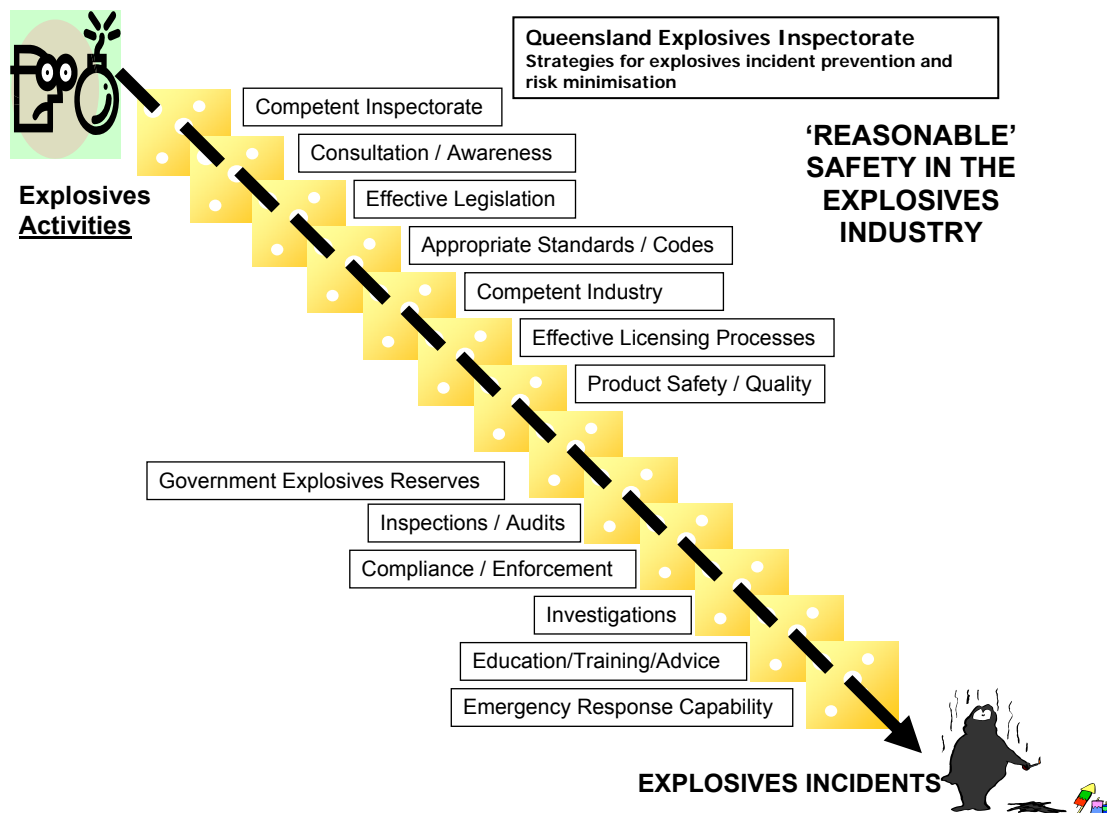 Queensland Explosives Inspectorate
Strategies for explosives incident prevention and
risk minimisation
‘REASONABLE’
SAFETY IN THE
EXPLOSIVES
INDUSTRY
Explosives
Activities
Competent Inspectorate
Consultation / Awareness
Effective Legislation
Appropriate Standards / Codes
Competent Industry
Effective Licensing Processes
Product Safety / Quality
Government Explosives Reserves
Inspections / Audits
Compliance / Enforcement
Investigations
Education/Training/Advice
Emergency Response Capability
EXPLOSIVES INCIDENTS